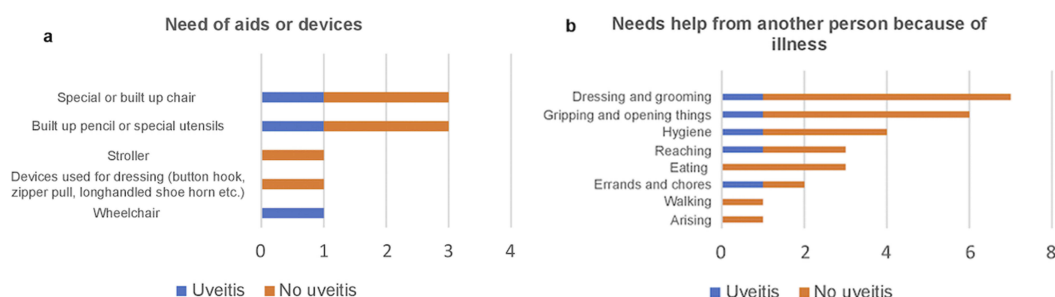 a
Need of aids or devices
Special or built up chair
Built up pencil or special utensils
Stroller
Devices used for dressing (button hook,
zipper pull, longhandled shoe horn etc.)
Wheelchair
0 1 2 3 4
Uveitis No uveitis
b
Needs help from another person because of
illness
Dressing and grooming
Gripping and opening things
Hygiene
Reaching
Eating
Errands and chores
Walking
Arising
0 2 4 6 8
Uveitis No uveitis